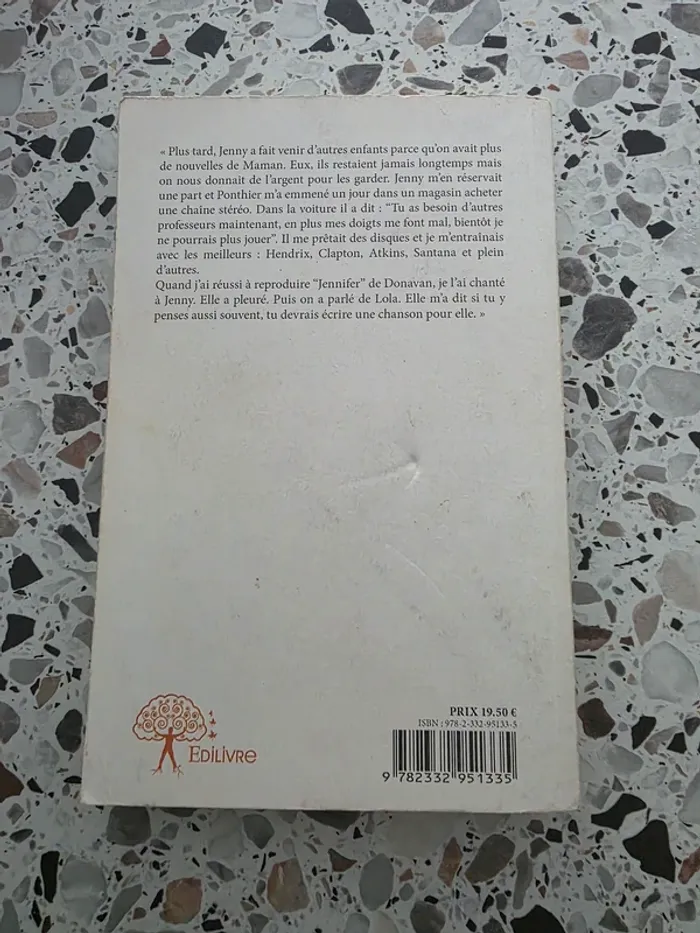 « Plus tard, Jenny a fait venir d'autres enfants parce qu'on avait plus
de nouvelles de Maman. Eux, ils restaient jamais longtemps mais
on nous donnait de l'argent pour les garder. Jenny m'en réservait
une part et Ponthier m'a emmené un jour dans un magasin acheter
une chaîne stéréo. Dans la voiture il a dit : “Tu as besoin d'autres
professeurs maintenant, en plus mes doigts me font mal, bientôt je
ne pourrais plus jouer”. Il me prêtait des disques et je m'entraînais
avec les meilleurs : Hendrix, Clapton, Atkins, Santana et plein
d'autres.
Quand j'ai réussi à reproduire “Jennifer” de Donavan, je l'ai chanté
à Jenny. Elle a pleuré. Puis on a parlé de Lola. Elle m'a dit si tu y
penses aussi souvent, tu devrais écrire une chanson pour elle. »
PRIX 19.50 €
ISBN : 978-2-332-95133-5
EDILIVRE
9 782332 951335